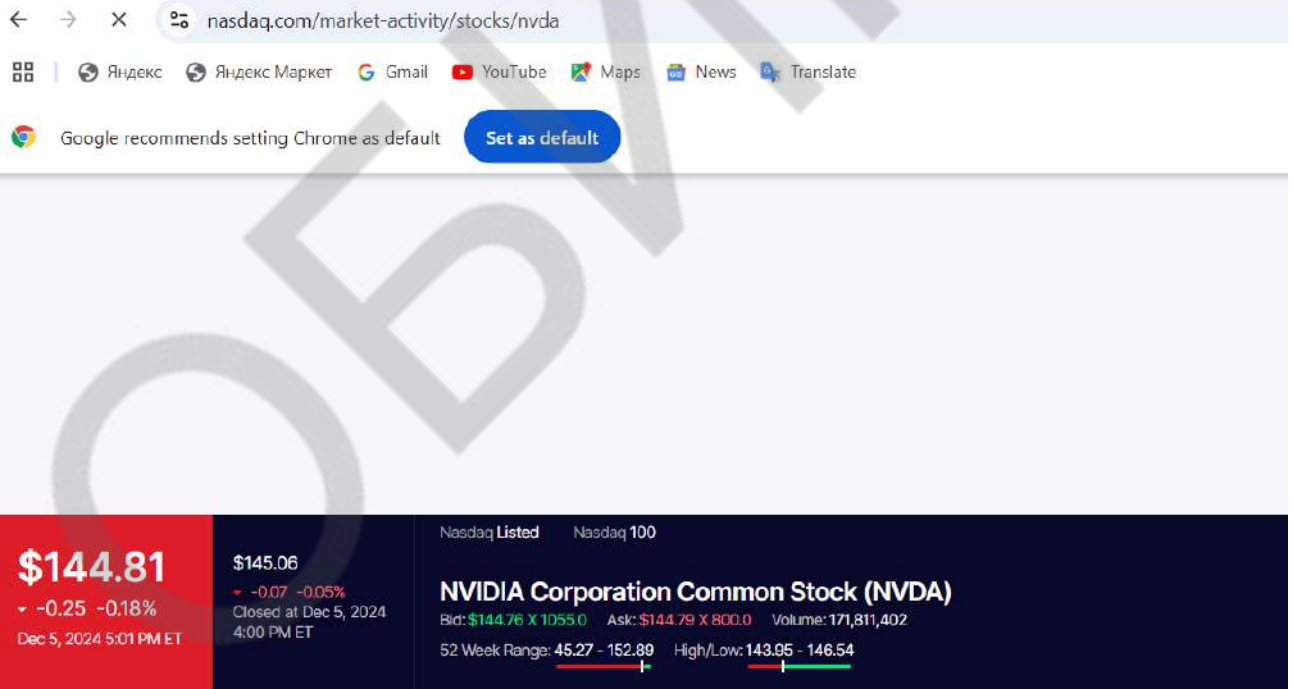 nasdaq.com/market-activity/stocks/nvda
Яндекс Яндекс Маркет Gmail YouTube Maps News Translate
Google recommends setting Chrome as default Set as default
ОБИ
Nasdaq Listed Nasdaq 100
$144.81
-0.25 -0.18%
Dec 5, 2024 5:01 PM ET
$145.06
-0.07 -0.05%
Closed at Dec 5, 2024
4:00 PM ET
NVIDIA Corporation Common Stock (NVDA)
Bid: $144.76 X 1055.0 Ask: $144.79 X 800.0 Volume: 171,811,402
52 Week Range: 45.27 - 152.89 High/Low: 143.95 - 146.54